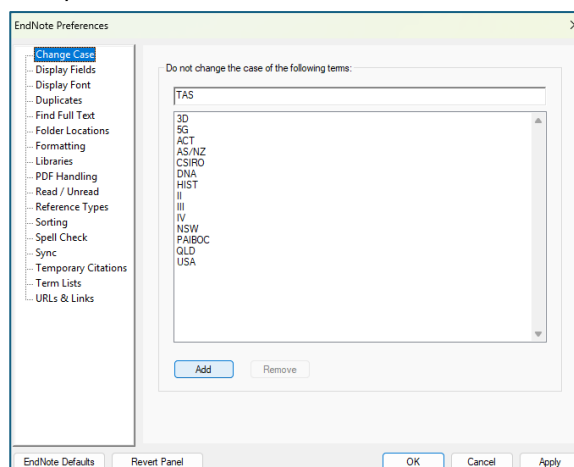 EndNote Preferences
Change Case
Display Fields
Display Font
Duplicates
Find Full Text
Folder Locations
Formatting
Libraries
PDF Handling
Read / Unread
Reference Types
Sorting
Spell Check
Sync
Temporary Citations
Term Lists
URLs & Links
Do not change the case of the following terms:
TAS
3D
5G
ACT
AS/NZ
CSIRO
DNA
HIST
II
III
IV
NSW
PAIBOC
QLD
USA
Add
Remove
EndNote Defaults
Revert Panel
OK
Cancel
Apply